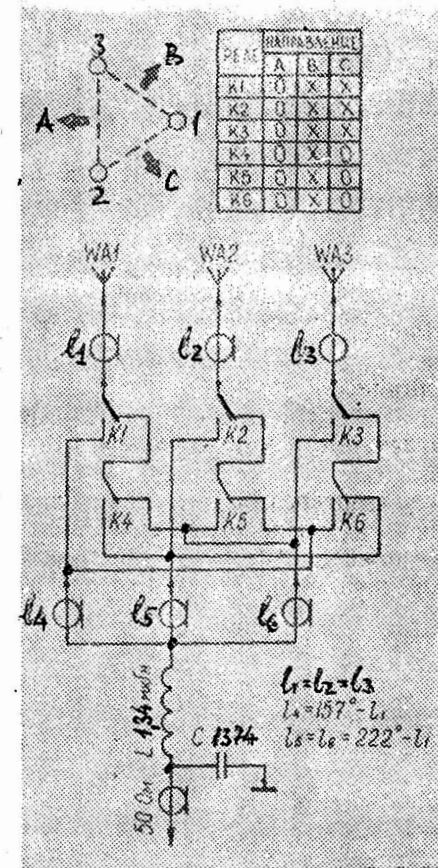 3
B
A
1
2
C
РЕЛЕ НАПРАВЛЕНИЕ
A B C
K1 0 X X
K2 0 X X
K3 0 X X
K4 0 X 0
K5 0 X 0
K6 0 X 0
WA1 WA2 WA3
l1 l2 l3
K1 K2 K3
K4 K5 K6
l4 l5 l6
l1=l2=l3
l4=157°-l1
l5=l6=222°-l1
C 1374
50 Ом